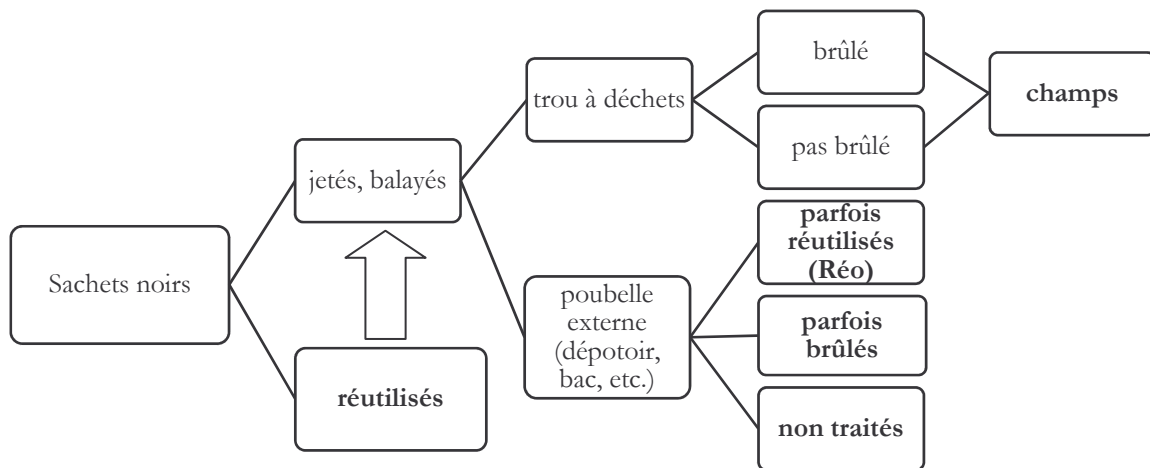 Sachets noirs
jetés, balayés
réutilisés
trou à déchets
poubelle
externe
(dépotoir,
bac, etc.)
brûlé
pas brûlé
parfois
réutilisés
(Réo)
parfois
brûlés
non traités
champs